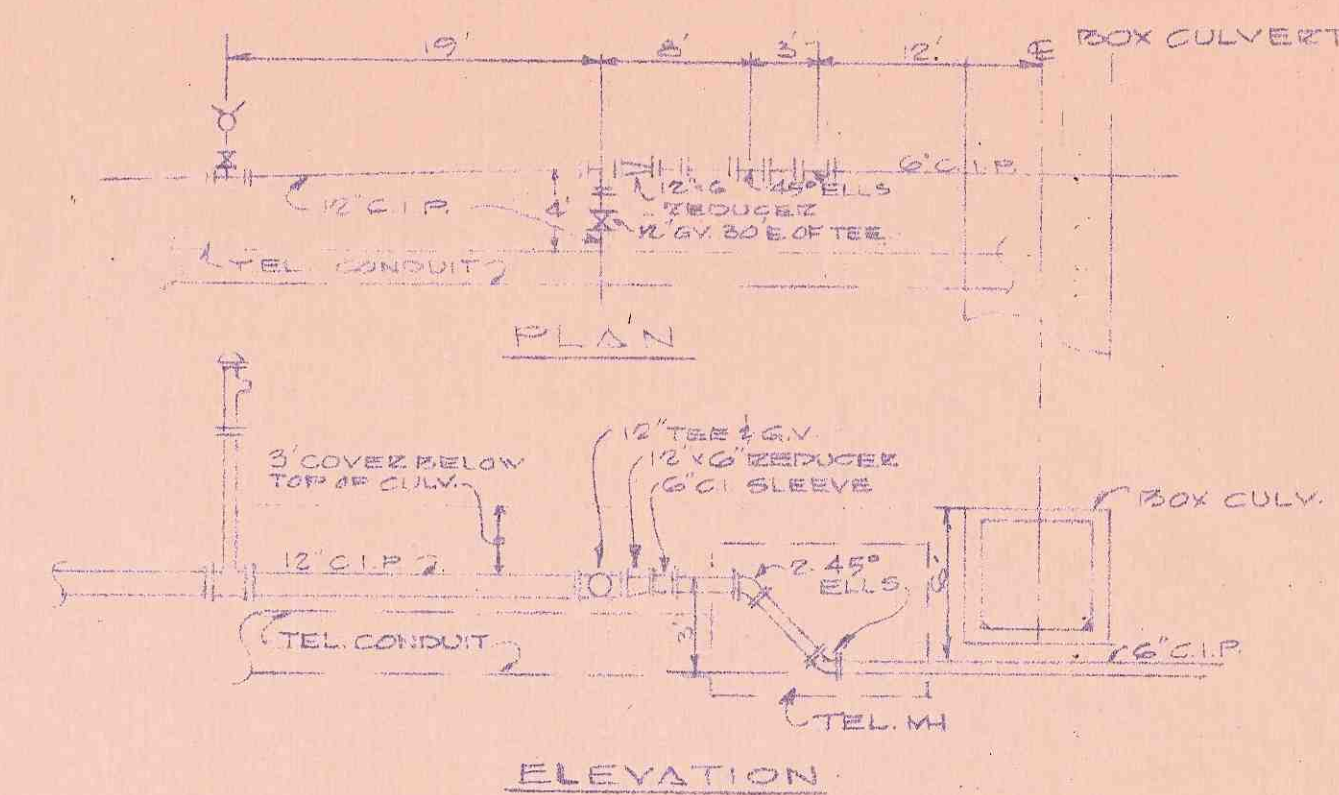 19' 8' 3' 12' ℄ BOX CULVERT
6" C.I.P.
12" C.I.P. 4' 12"x6 45° ELLS
REDUCER
12" G.V. 30' E. OF TEE
TEL. CONDUIT
PLAN
12" TEE & G.V.
3' COVER BELOW 12"x6" REDUCER
TOP OF CULV. 6" C.I. SLEEVE
BOX CULV.
12" C.I.P. 2 45°
ELLS
TEL. CONDUIT 3' 6" C.I.P.
TEL. MH
ELEVATION